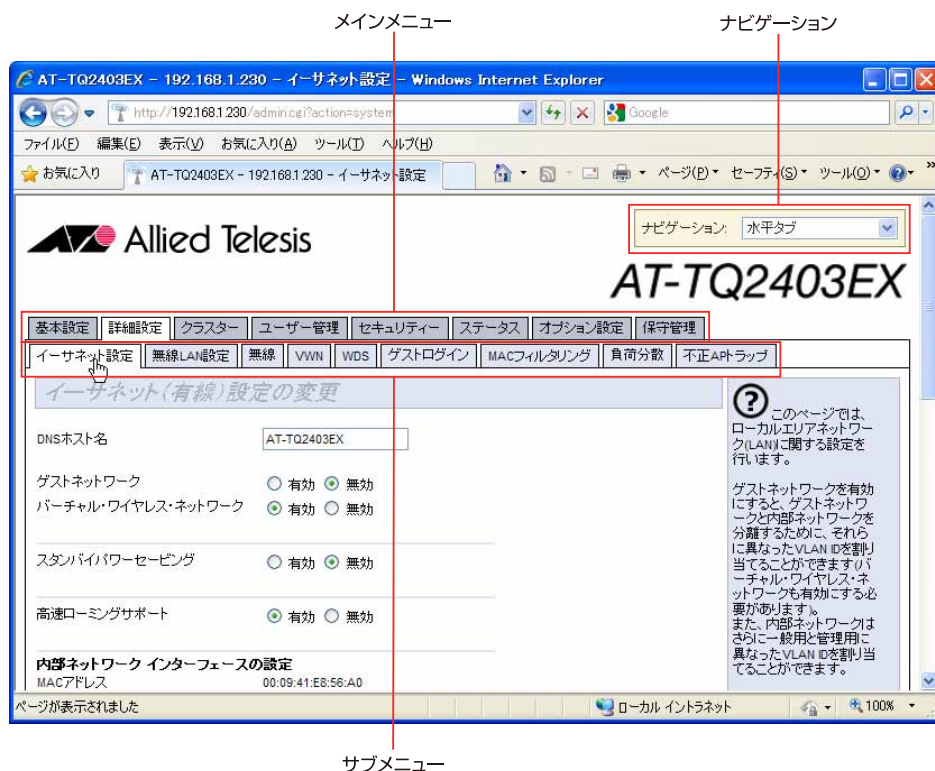 メインメニュー
ナビゲーション
AT-TQ2403EX - 192.168.1.230 - イーサネット設定 - Windows Internet Explorer
http://192.168.1.230/admin.cgi?action=system
Google
ファイル(F) 編集(E) 表示(V) お気に入り(A) ツール(T) ヘルプ(H)
お気に入り
AT-TQ2403EX - 192.168.1.230 - イーサネット設定
ページ(P) セーフティ(S) ツール(O)
Allied Telesis
ナビゲーション: 水平タブ
AT-TQ2403EX
基本設定 詳細設定 クラスター ユーザー管理 セキュリティー ステータス オプション設定 保守管理
イーサネット設定 無線LAN設定 無線 VWN WDS ゲストログイン MACフィルタリング 負荷分散 不正APトラップ
イーサネット(有線)設定の変更
DNSホスト名 AT-TQ2403EX
ゲストネットワーク 有効 無効
バーチャル・ワイヤレス・ネットワーク 有効 無効
スタンバイパワーセービング 有効 無効
高速ローミングサポート 有効 無効
内部ネットワーク インターフェースの設定
MACアドレス 00:09:41:E8:56:A0
このページでは、
ローカルエリアネットワー
ク(LAN)に関する設定を
行います。
ゲストネットワークを有効
にすると、ゲストネットワ
ークと内部ネットワークを
分離するために、それら
に異なったVLAN IDを割り
当てることができます(バ
ーチャル・ワイヤレス・ネ
ットワークも有効にする必
要があります)。
また、内部ネットワークは
さらに一般用と管理用に
異なったVLAN IDを割り当
てることができます。
ページが表示されました
ローカル イントラネット
100%
サブメニュー